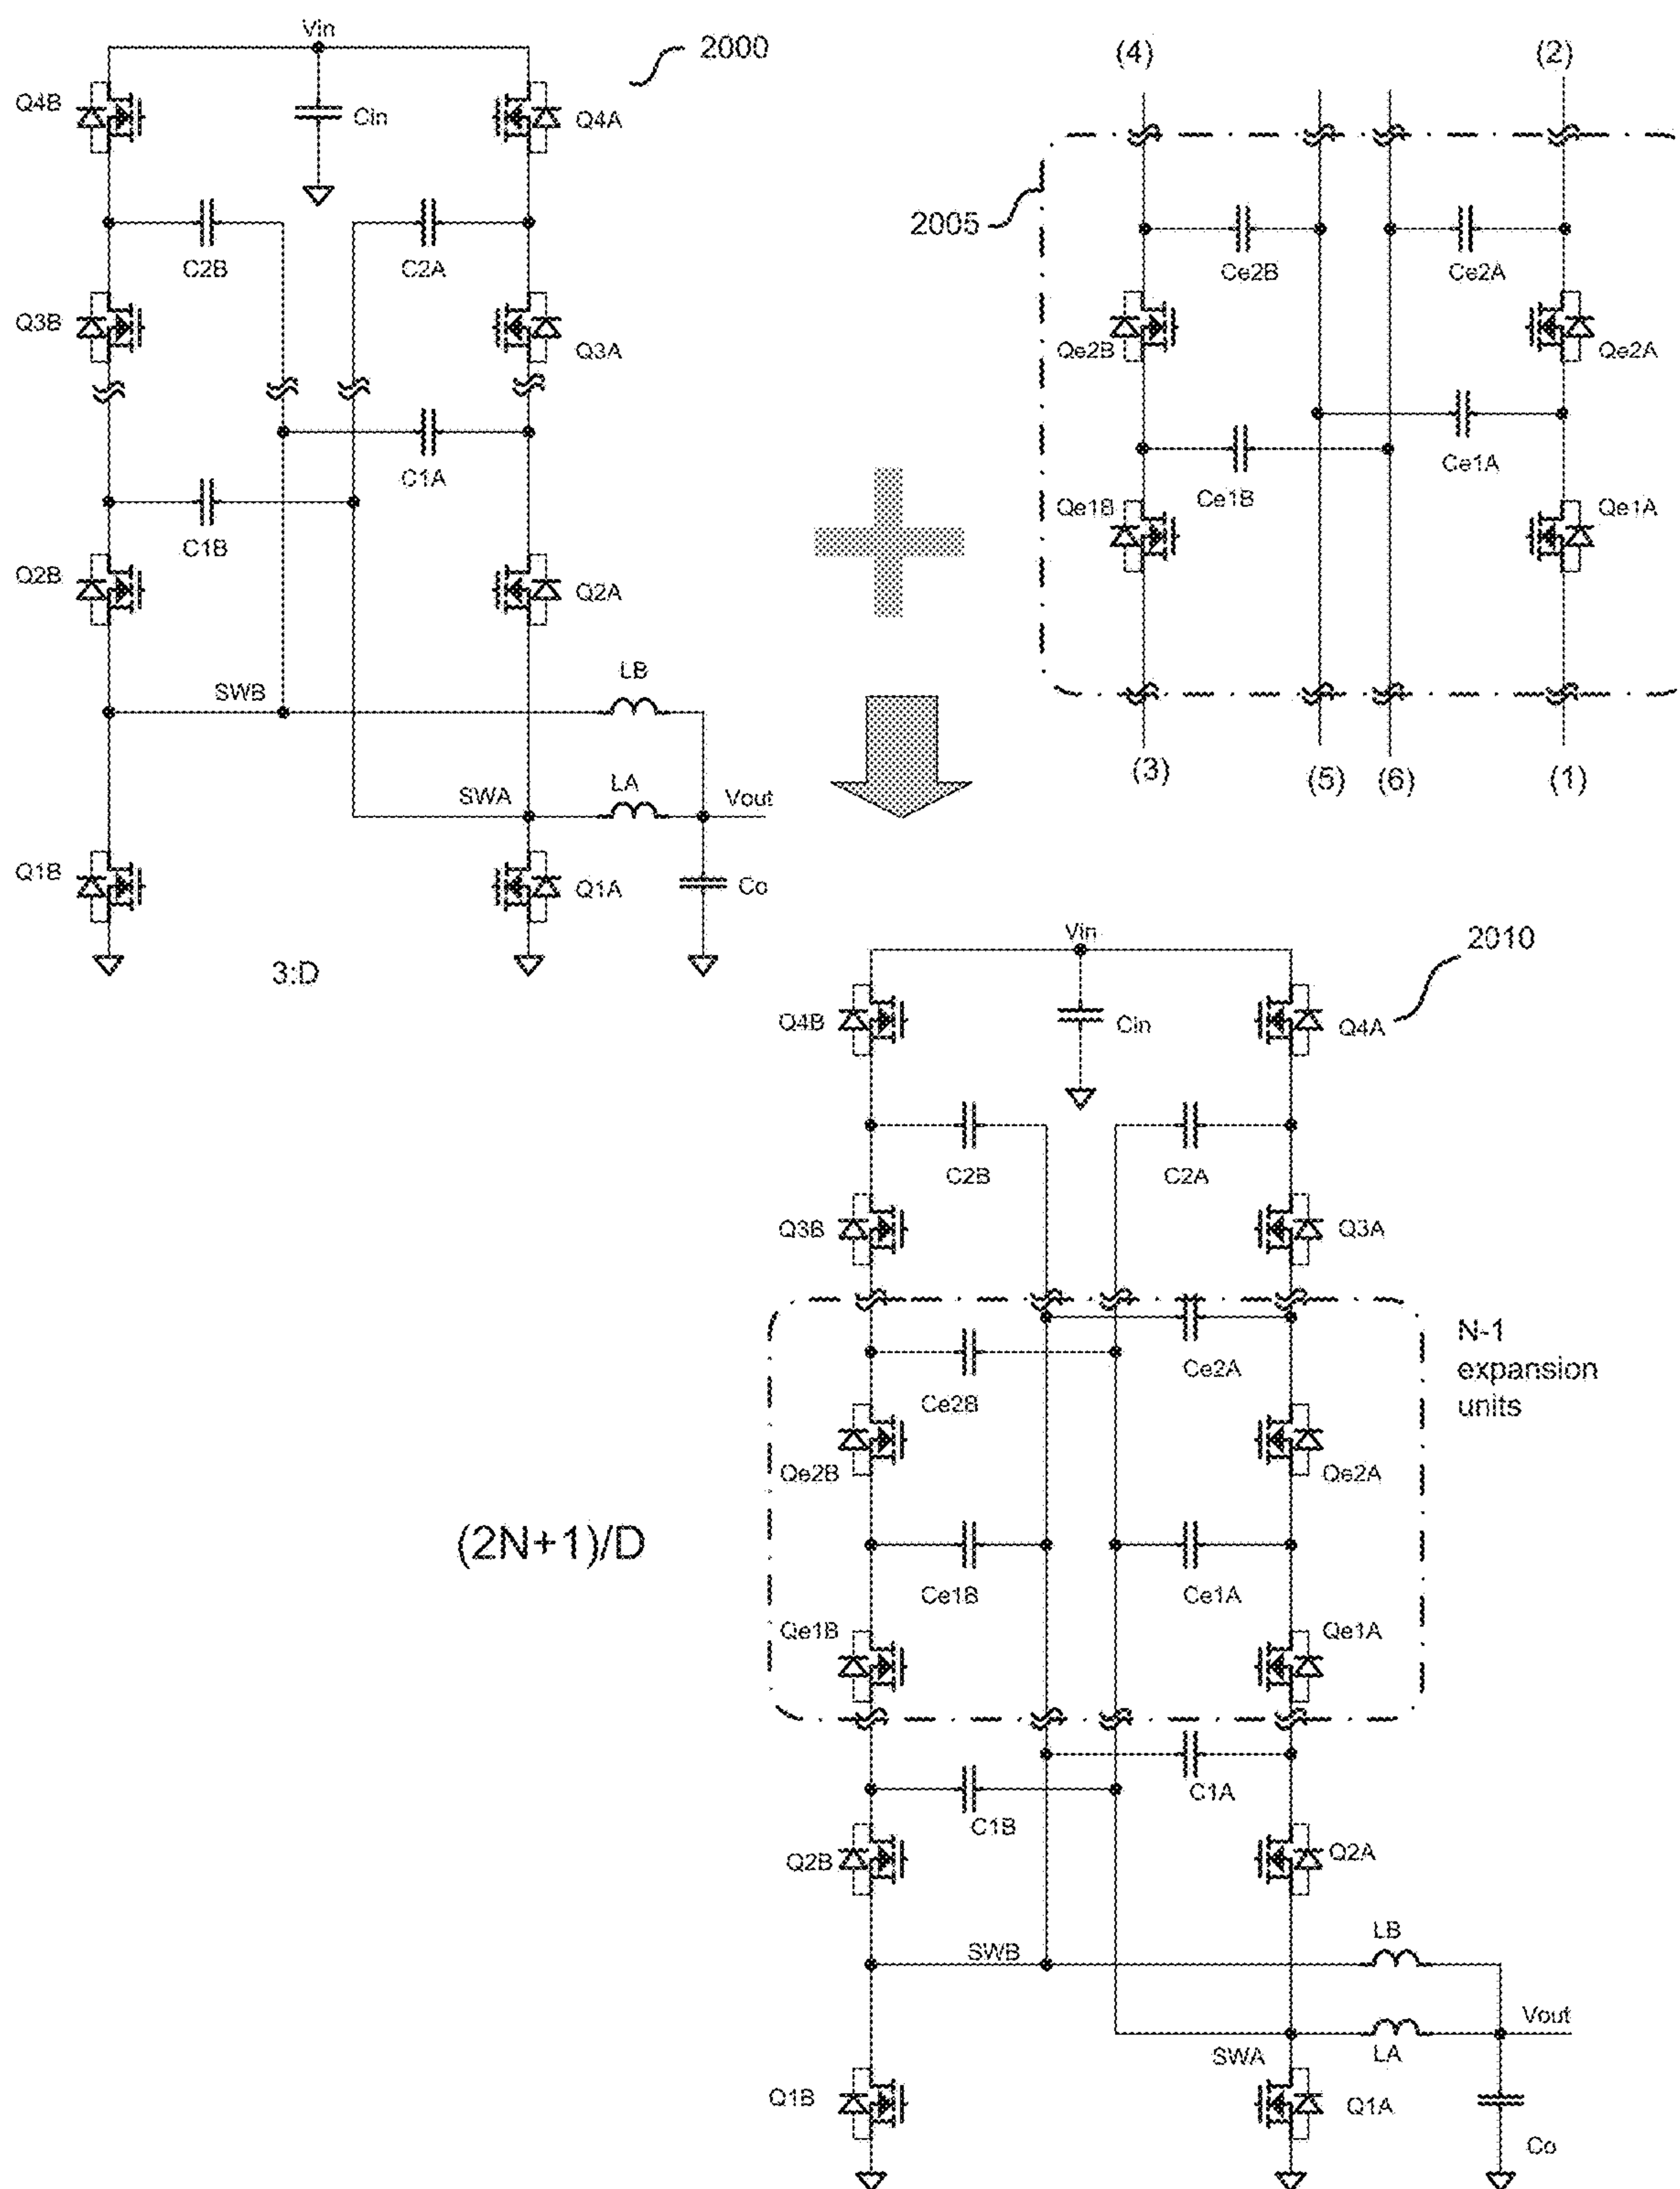 Vin
2000
Q4B
Cin
Q4A
C2B
C2A
Q3B
Q3A
C1A
C1B
Q2B
Q2A
LB
SWB
LA
SWA
Vout
Q1B
Q1A
Co
3:D
(4)
(2)
2005
Ce2B
Ce2A
Qe2B
Qe2A
Ce1A
Ce1B
Qe1B
Qe1A
(3)
(5)
(6)
(1)
Vin
2010
Q4B
Cin
Q4A
C2B
C2A
Q3B
Q3A
N-1
expansion
units
Ce2A
Ce2B
Qe2B
Qe2A
(2N+1)/D
Ce1B
Ce1A
Qe1B
Qe1A
C1A
C1B
Q2B
Q2A
LB
SWB
Vout
SWA
LA
Q1B
Q1A
Co